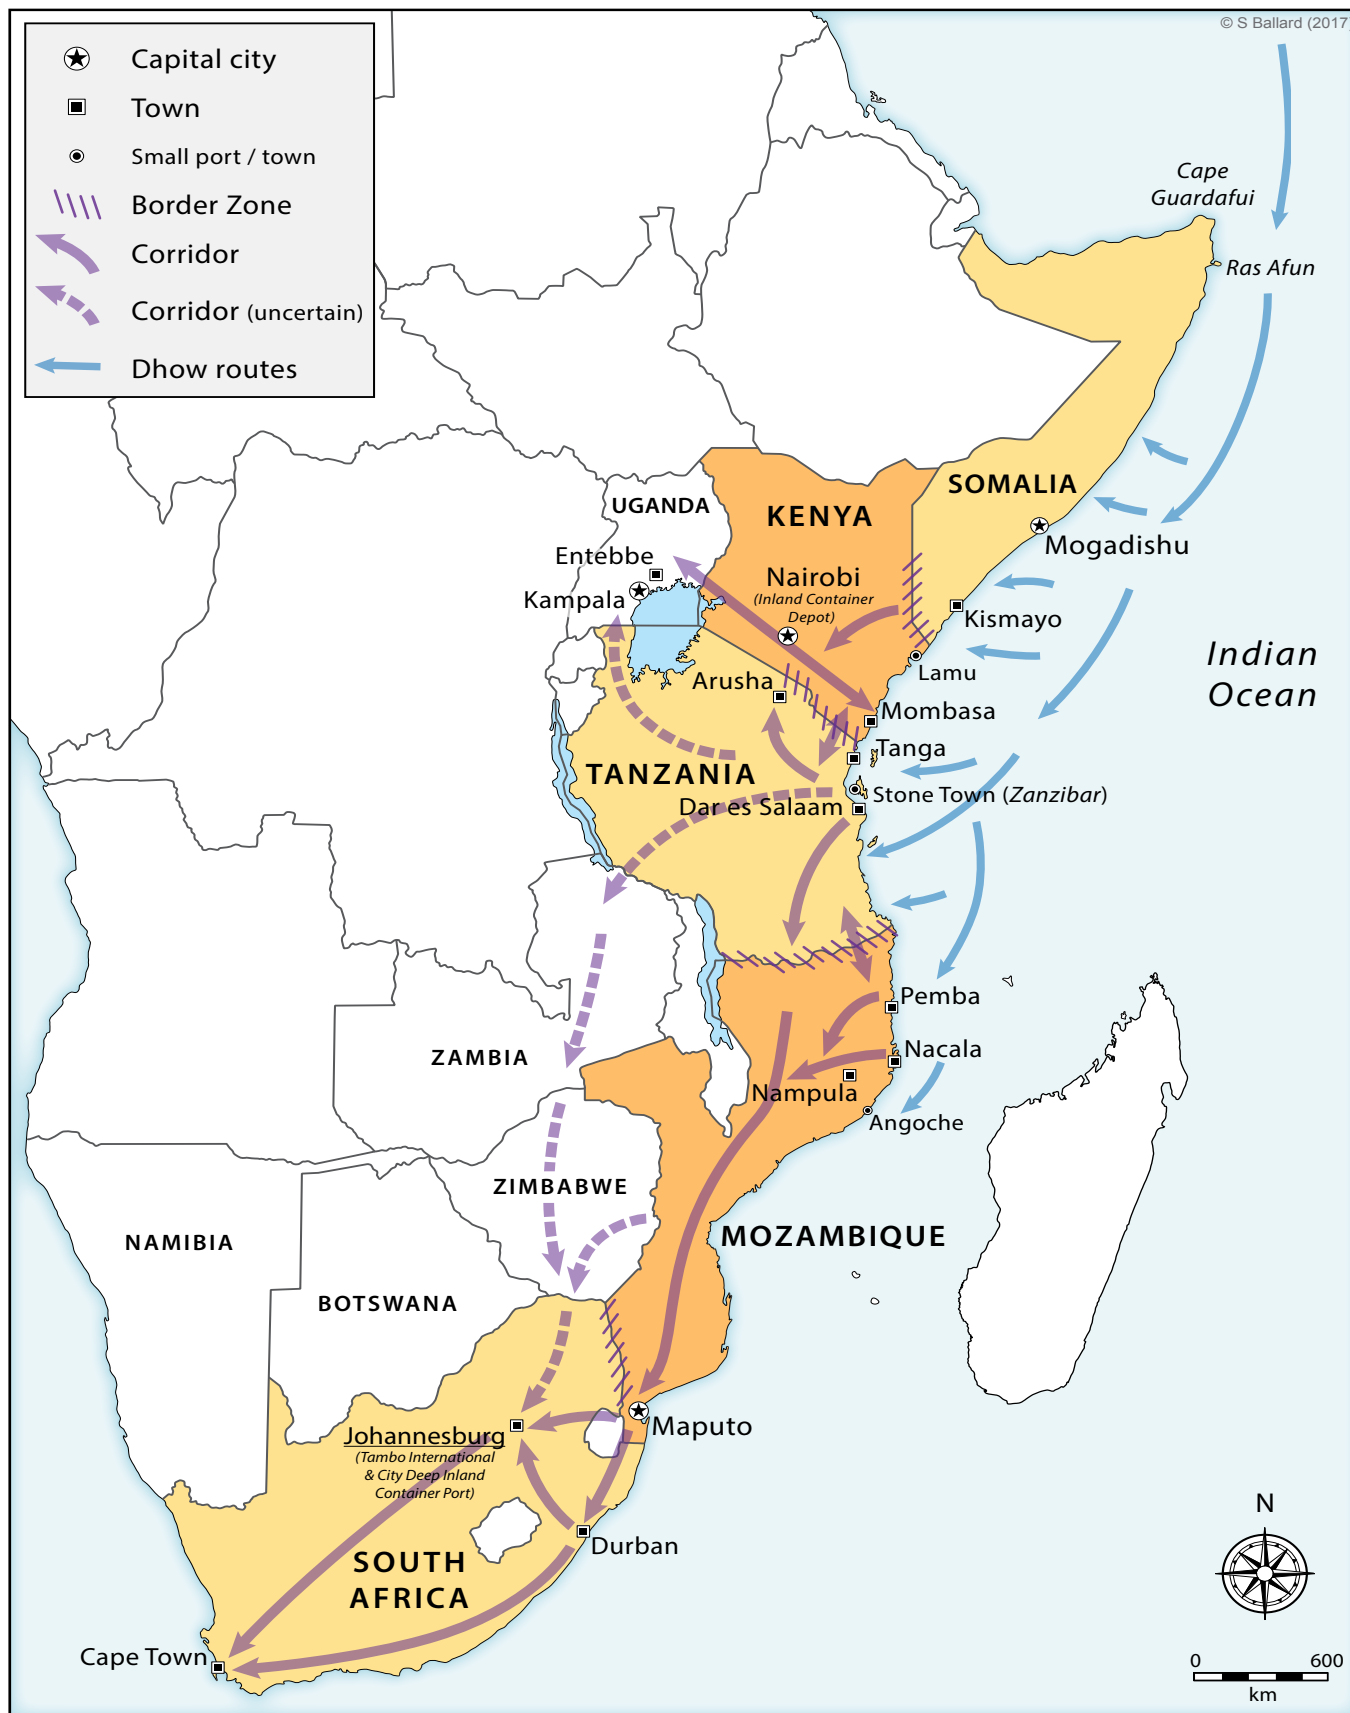 © S Ballard (2017)
Capital city
Town
Small port / town
Border Zone
Corridor
Corridor (uncertain)
Dhow routes
Cape
Guardafui
Ras Afun
SOMALIA
UGANDA
KENYA
Mogadishu
Entebbe
Nairobi
(Inland Container
Depot)
Kampala
Kismayo
Indian
Ocean
Lamu
Arusha
Mombasa
Tanga
TANZANIA
Stone Town (Zanzibar)
Dar es Salaam
Pemba
Nacala
ZAMBIA
Nampula
Angoche
ZIMBABWE
MOZAMBIQUE
NAMIBIA
BOTSWANA
Maputo
Johannesburg
(Tambo International
& City Deep Inland
Container Port)
N
Durban
SOUTH
AFRICA
Cape Town
0 600
km